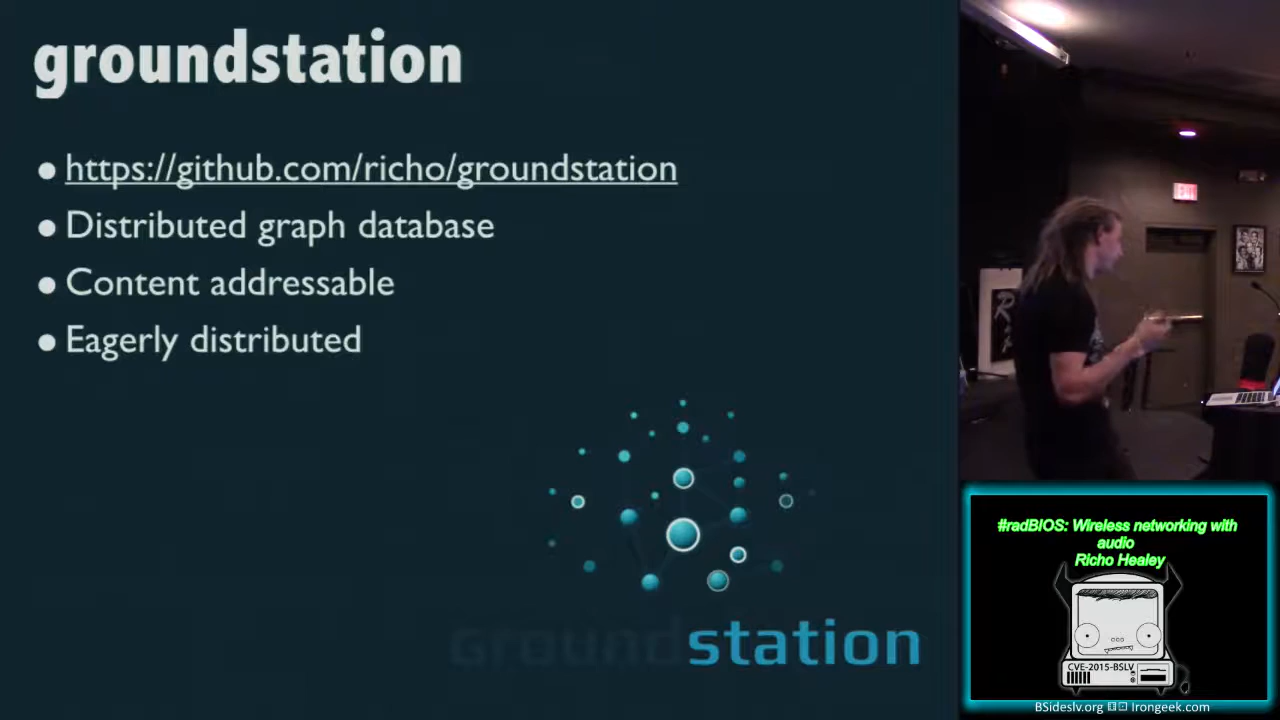 groundstation
● https://github.com/richo/groundstation
● Distributed graph database
● Content addressable
● Eagerly distributed
groundstation
EXIT
#radBIOS: Wireless networking with
audio
Richo Healey
CVE-2015-BSLV
BSideslv.org Irongeek.com